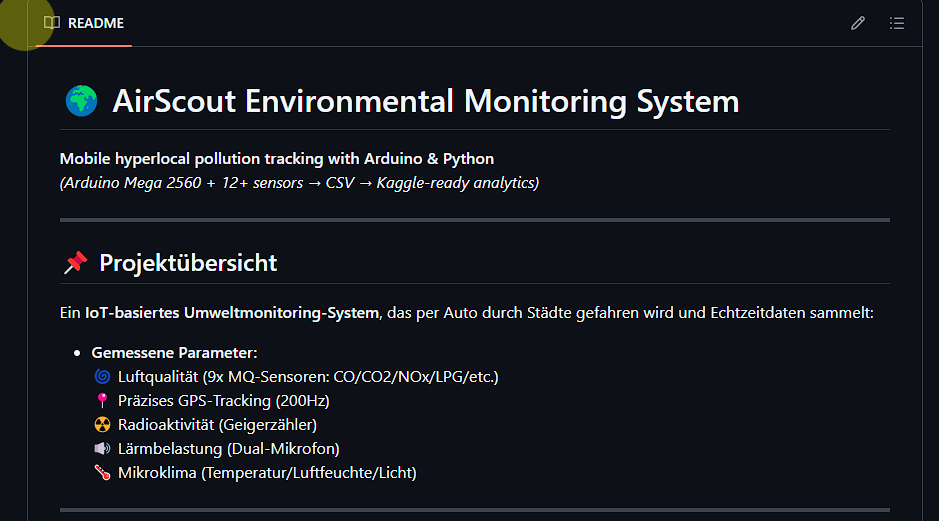 README
AirScout Environmental Monitoring System
Mobile hyperlocal pollution tracking with Arduino & Python
(Arduino Mega 2560 + 12+ sensors → CSV → Kaggle-ready analytics)
Projektübersicht
Ein IoT-basiertes Umweltmonitoring-System, das per Auto durch Städte gefahren wird und Echtzeitdaten sammelt:
• Gemessene Parameter:
Luftqualität (9x MQ-Sensoren: CO/CO2/NOx/LPG/etc.)
Präzises GPS-Tracking (200Hz)
Radioaktivität (Geigerzähler)
Lärmbelastung (Dual-Mikrofon)
Mikroklima (Temperatur/Luftfeuchte/Licht)